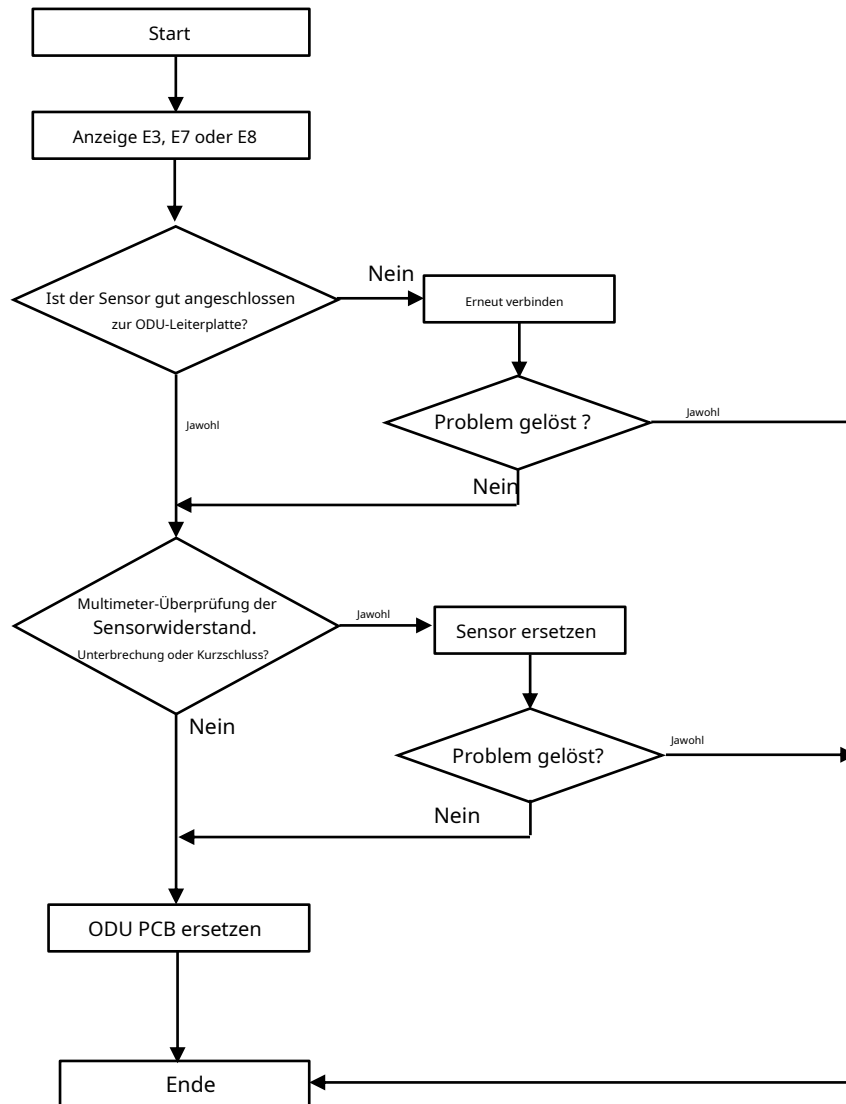 Start
Anzeige E3, E7 oder E8
Nein
Ist der Sensor gut angeschlossen
zur ODU-Leiterplatte?
Erneut verbinden
Jawohl
Problem gelöst ?
Jawohl
Nein
Multimeter-Überprüfung der
Sensorwiderstand.
Unterbrechung oder Kurzschluss?
Jawohl
Sensor ersetzen
Nein
Problem gelöst?
Jawohl
Nein
ODU PCB ersetzen
Ende